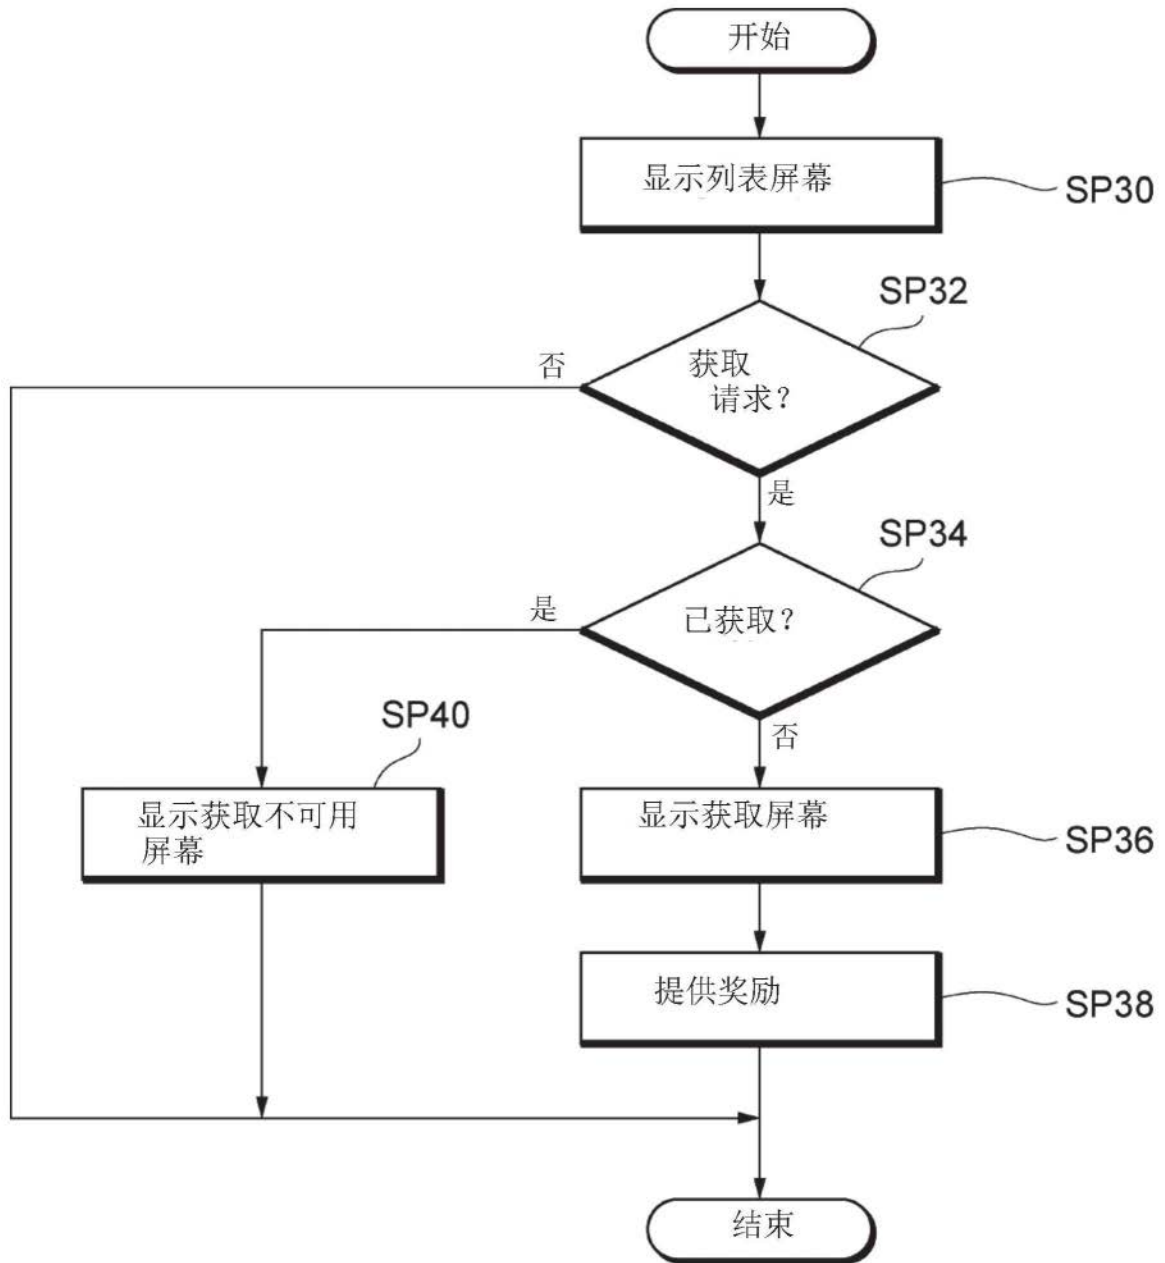 开始
显示列表屏幕
SP30
SP32
否
获取
请求?
是
SP34
是
已获取?
SP40
否
显示获取不可用
屏幕
显示获取屏幕
SP36
提供奖励
SP38
结束